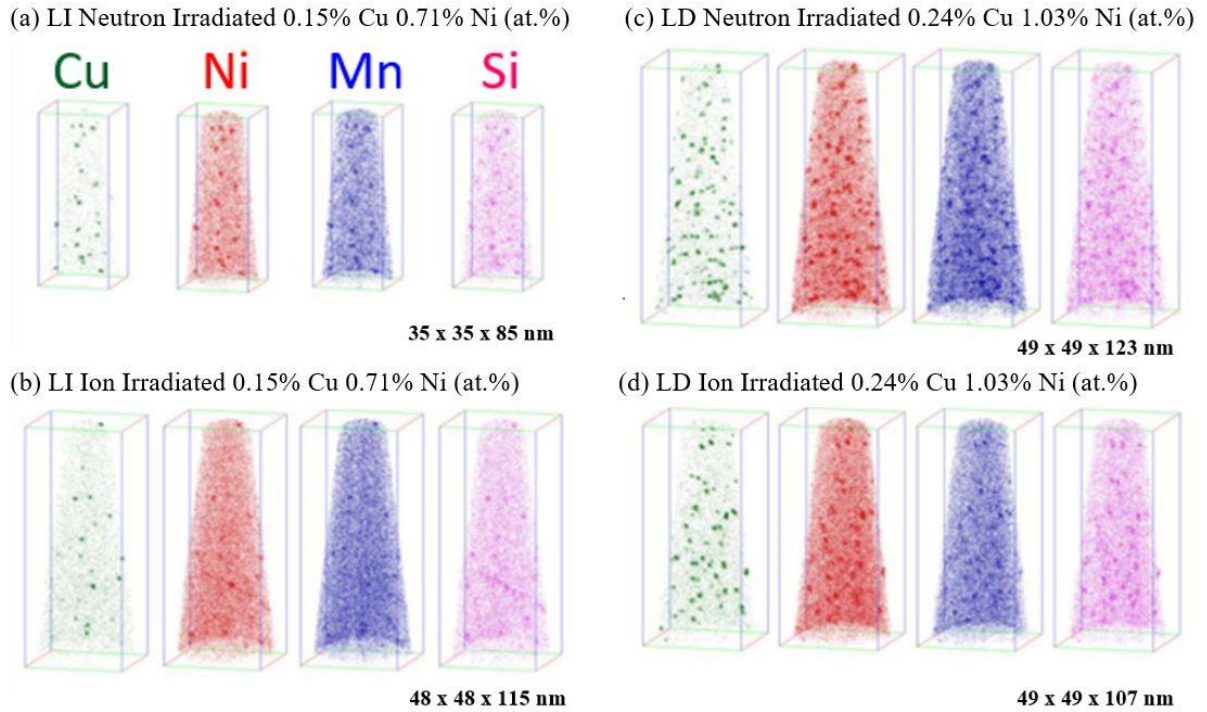 (a) LI Neutron Irradiated 0.15% Cu 0.71% Ni (at.%)
Cu Ni Mn Si
35 x 35 x 85 nm
(b) LI Ion Irradiated 0.15% Cu 0.71% Ni (at.%)
48 x 48 x 115 nm
(c) LD Neutron Irradiated 0.24% Cu 1.03% Ni (at.%)
49 x 49 x 123 nm
(d) LD Ion Irradiated 0.24% Cu 1.03% Ni (at.%)
49 x 49 x 107 nm